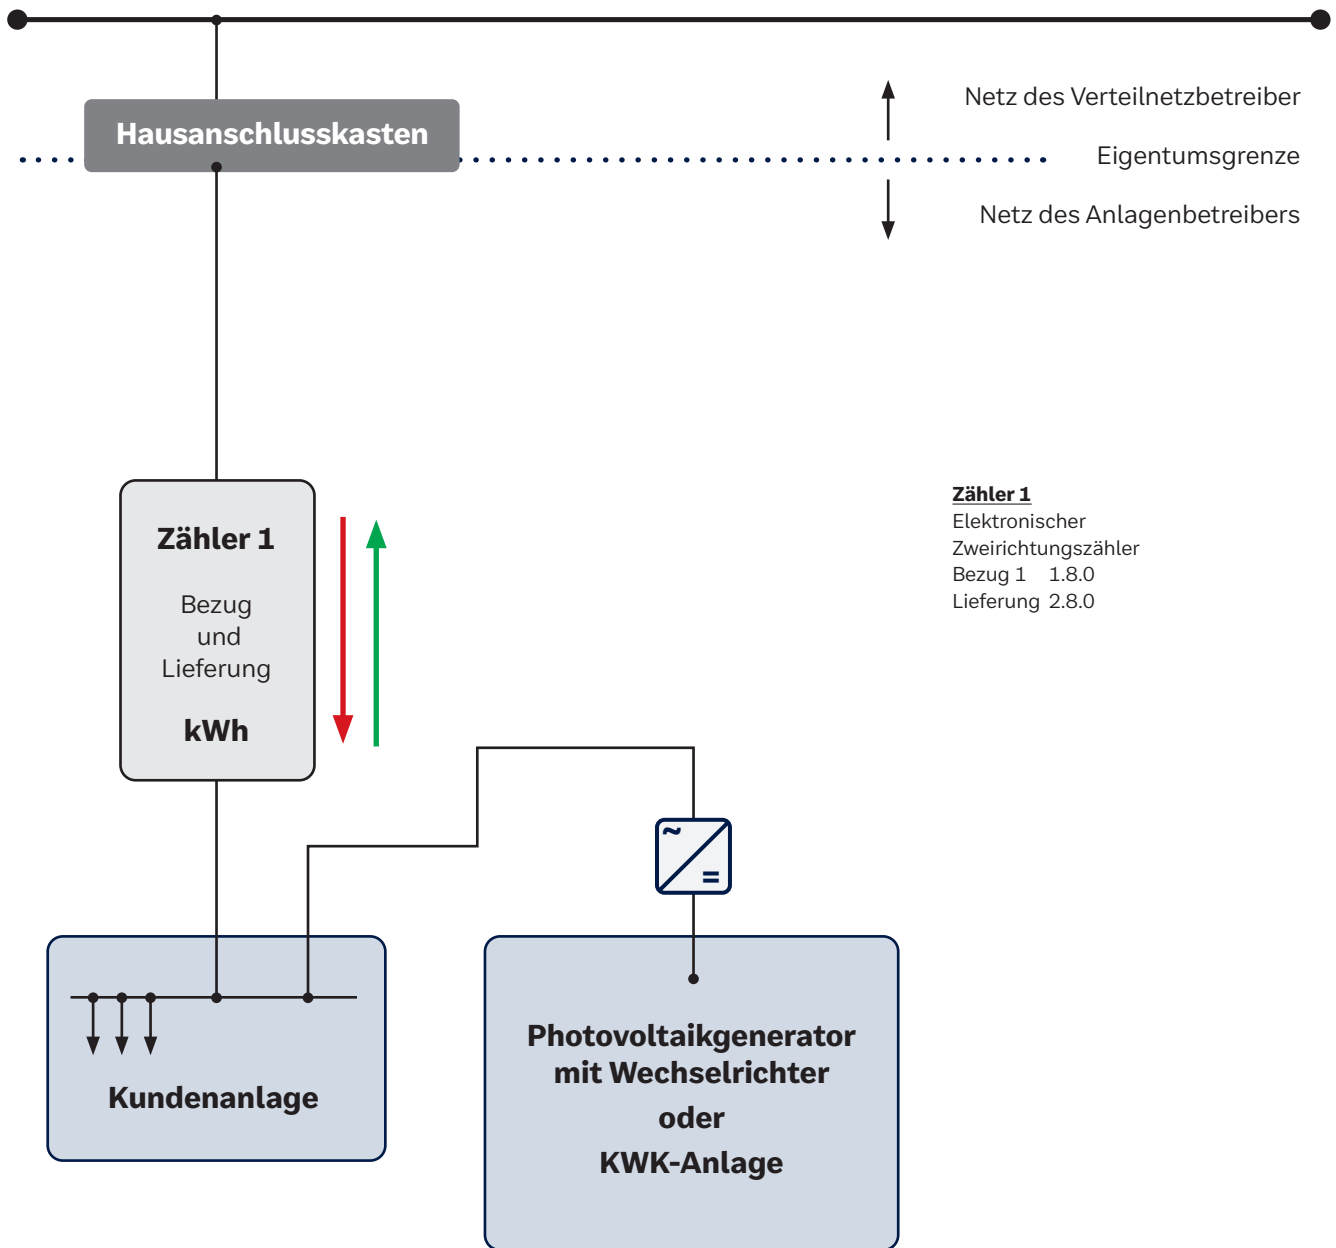 Netz des Verteilnetzbetreiber
Hausanschlusskasten
Eigentumsgrenze
Netz des Anlagenbetreibers
Zähler 1
Bezug
und
Lieferung
kWh
Zähler 1
Elektronischer
Zweirichtungszähler
Bezug 1 1.8.0
Lieferung 2.8.0
~
=
Kundenanlage
Photovoltaikgenerator
mit Wechselrichter
oder
KWK-Anlage